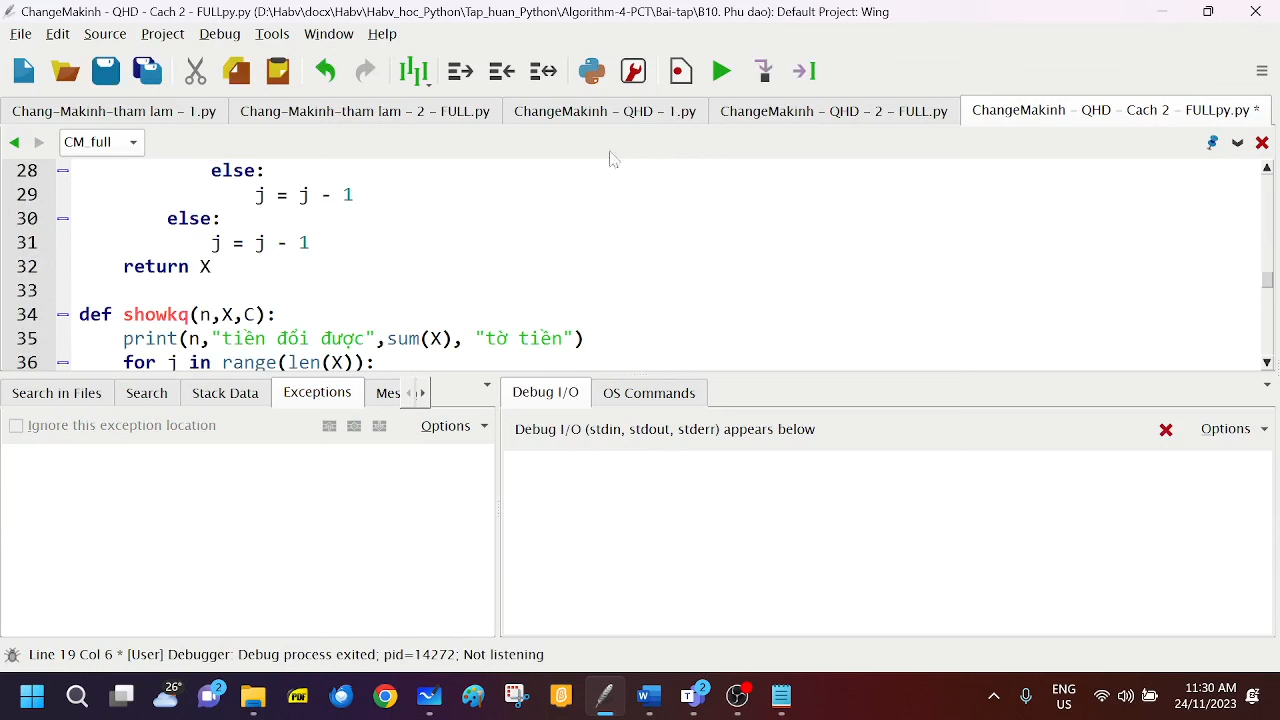 ChangeMakinh - QHD - Cach 2 - FULLpy.py (D:\Habv\docx\Habv\Habv_hoc_Python\Tap_huan_Python\Algorithm-4-PCT\Bai-tap\B10. Phu dao): Default Project: Wing
File Edit Source Project Debug Tools Window Help
Chang-Makinh-tham lam - 1.py Chang-Makinh-tham lam - 2 - FULL.py ChangeMakinh - QHD - 1.py ChangeMakinh - QHD - 2 - FULL.py ChangeMakinh - QHD - Cach 2 - FULLpy.py *
CM_full
28 else:
29 j = j - 1
30 else:
31 j = j - 1
32 return X
33
34 def showkq(n,X,C):
35 print(n,"tiền đổi được",sum(X), "tờ tiền")
36 for j in range(len(X)):
Search in Files Search Stack Data Exceptions Mes Debug I/O OS Commands
Ignore this exception location Options Debug I/O (stdin, stdout, stderr) appears below Options
Line 19 Col 6 * [User] Debugger: Debug process exited; pid=14272; Not listening
26° 2 PDF 2 ENG US 11:30 AM 24/11/2023